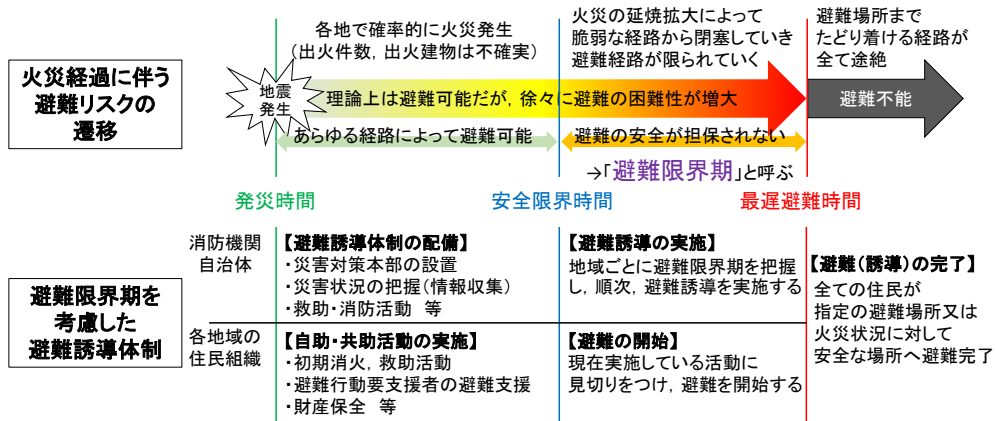 各地で確率的に火災発生
(出火件数，出火建物は不確実)
火災の延焼拡大によって
脆弱な経路から閉塞していき
避難経路が限られていく
避難場所まで
たどり着ける経路が
全て途絶
火災経過に伴う
避難リスクの
遷移
地震
発生
理論上は避難可能だが，徐々に避難の困難性が増大
避難不能
あらゆる経路によって避難可能
避難の安全が担保されない
→「避難限界期」と呼ぶ
発災時間
安全限界時間
最遅避難時間
避難限界期を
考慮した
避難誘導体制
消防機関
自治体
【避難誘導体制の配備】
・災害対策本部の設置
・災害状況の把握(情報収集)
・救助・消防活動 等
【避難誘導の実施】
地域ごとに避難限界期を把握
し，順次，避難誘導を実施する
【避難(誘導)の完了】
全ての住民が
指定の避難場所又は
火災状況に対して
安全な場所へ避難完了
各地域の
住民組織
【自助・共助活動の実施】
・初期消火，救助活動
・避難行動要支援者の避難支援
・財産保全 等
【避難の開始】
現在実施している活動に
見切りをつけ，避難を開始する